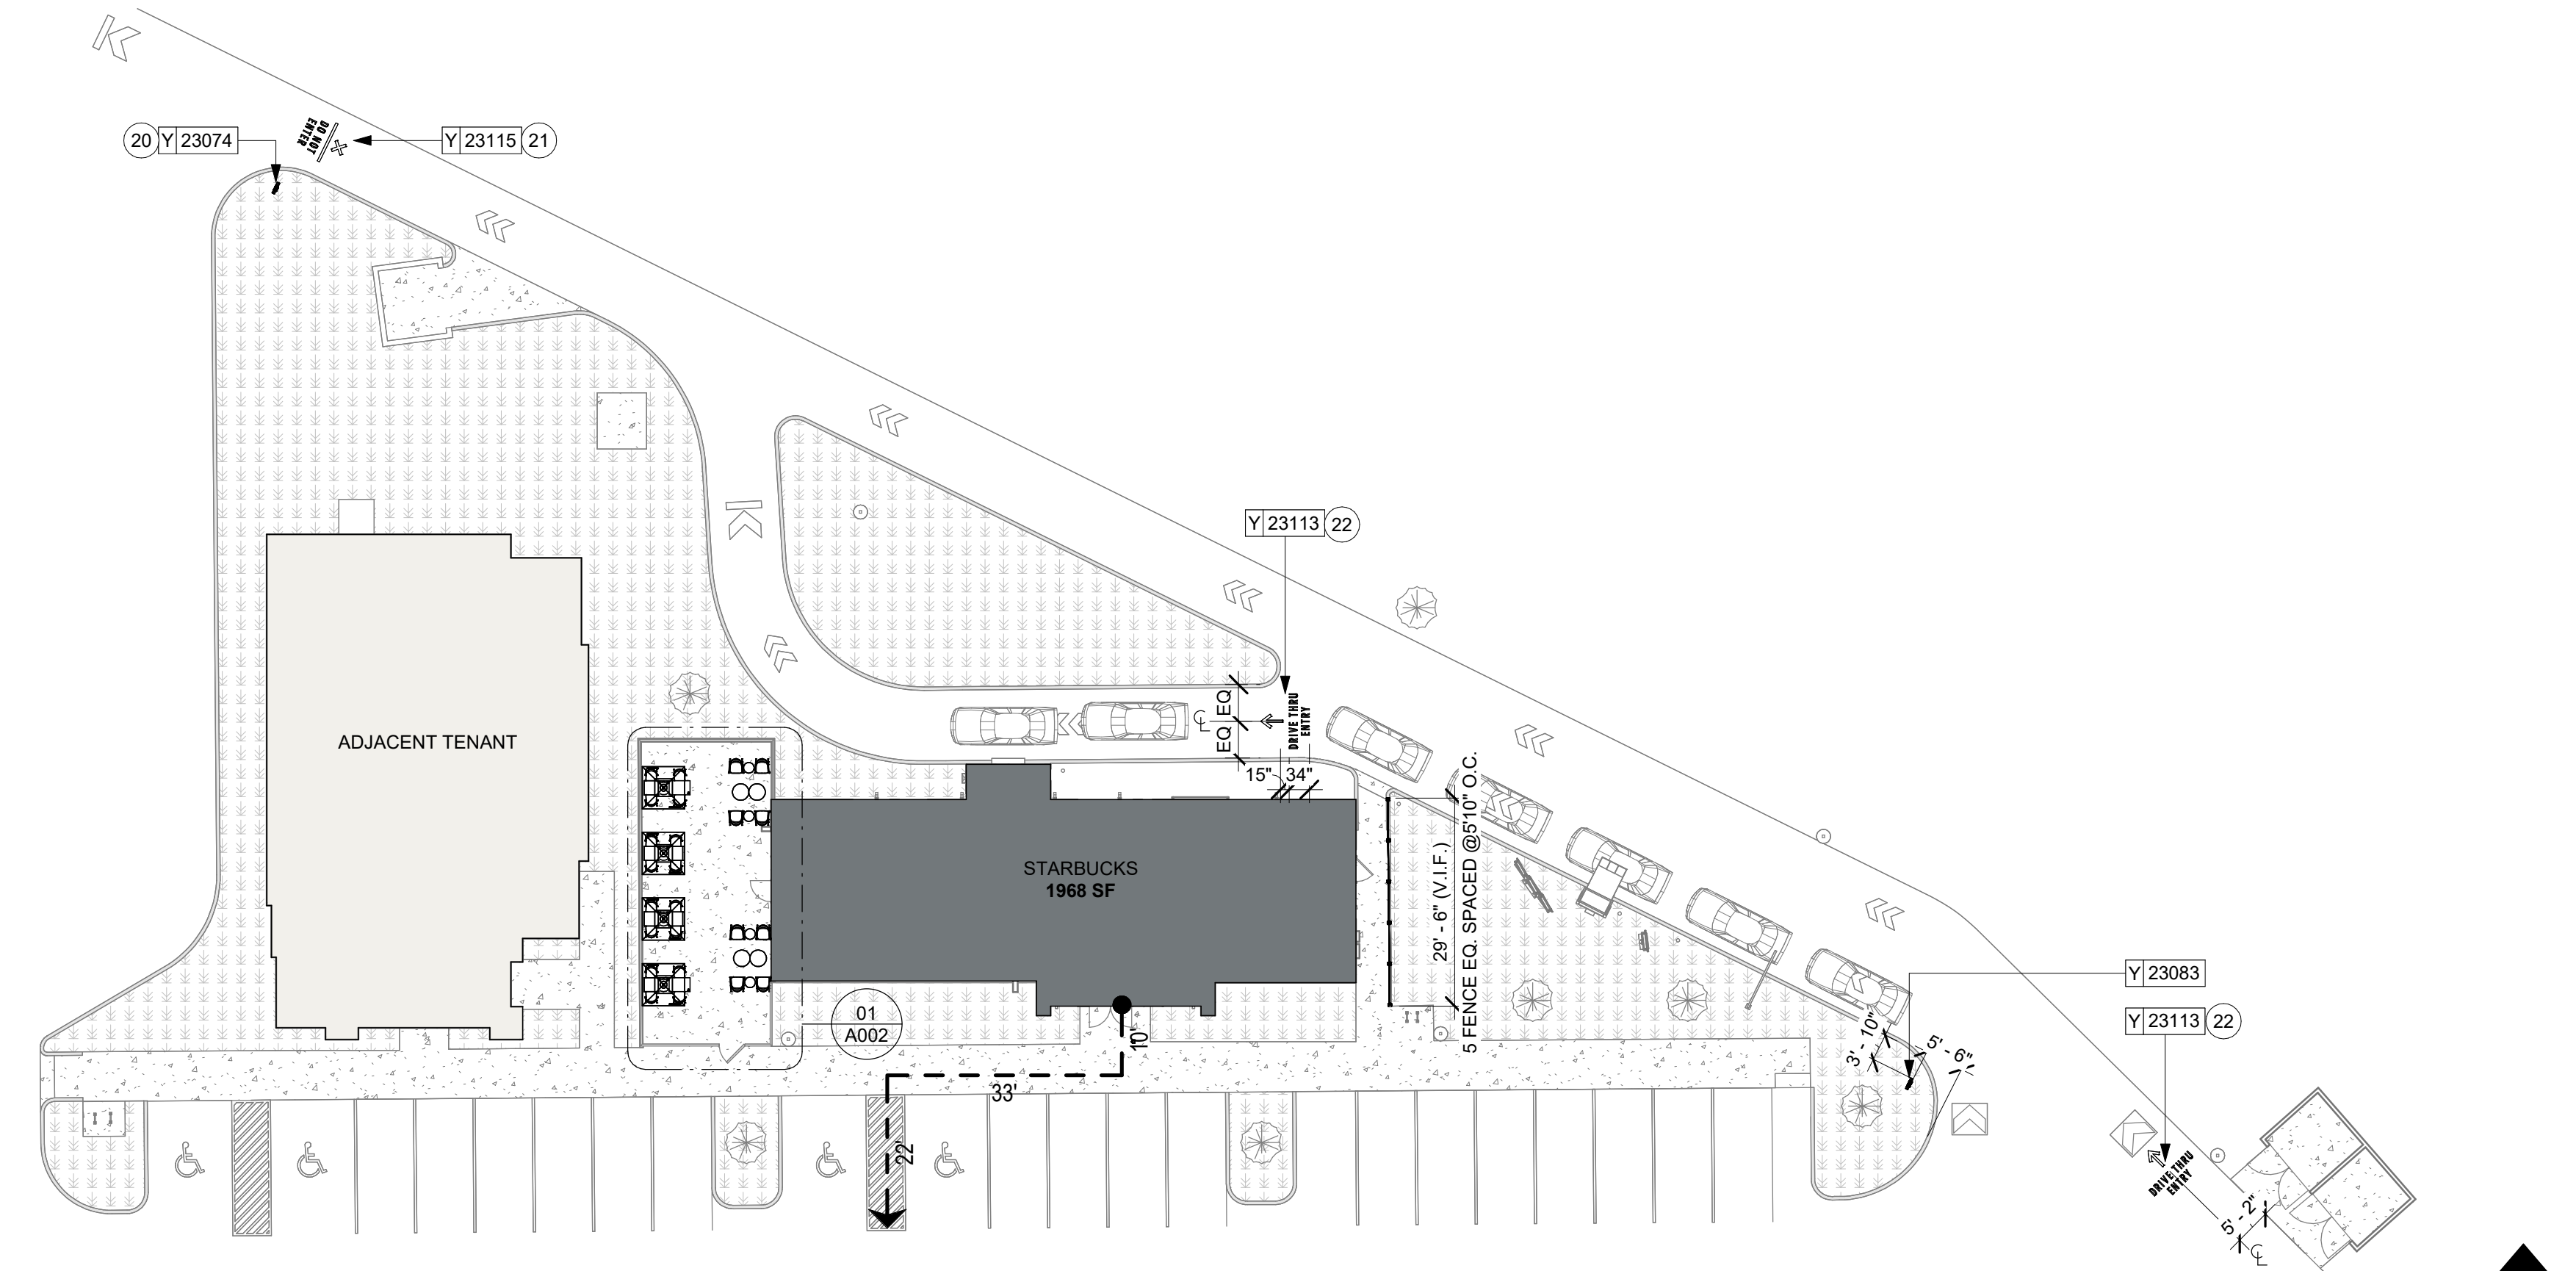 20 Y 23074
DO NOT
ENTER
Y 23115 21
Y 23113 22
ADJACENT TENANT
EQ EQ
℄
DRIVE THRU
ENTRY
15" 34"
STARBUCKS
1968 SF
29' - 6" (V.I.F.)
5 FENCE EQ. SPACED @5'10" O.C.
01
A002
10'
33'
22'
Y 23083
Y 23113 22
3' - 10"
5' - 6"
DRIVE THRU
ENTRY
5' - 2"
℄